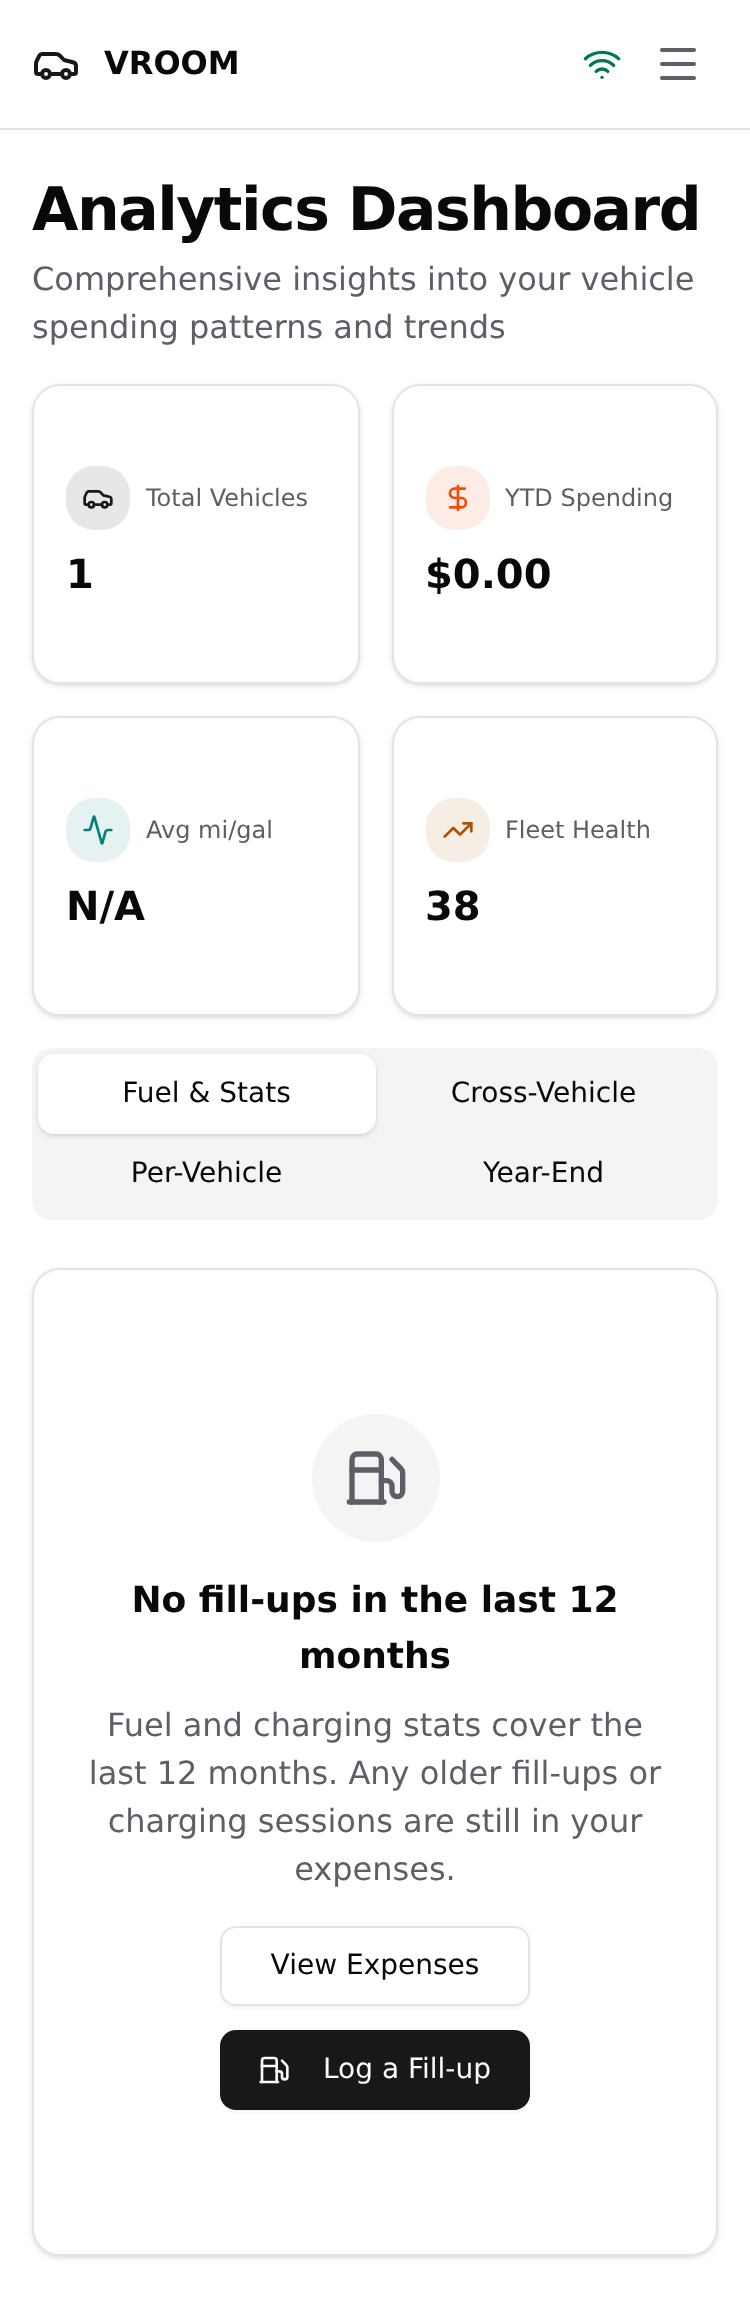 VROOM
Analytics Dashboard
Comprehensive insights into your vehicle
spending patterns and trends
Total Vehicles
1
YTD Spending
$0.00
Avg mi/gal
N/A
Fleet Health
38
Fuel & Stats
Cross-Vehicle
Per-Vehicle
Year-End
No fill-ups in the last 12
months
Fuel and charging stats cover the
last 12 months. Any older fill-ups or
charging sessions are still in your
expenses.
View Expenses
Log a Fill-up